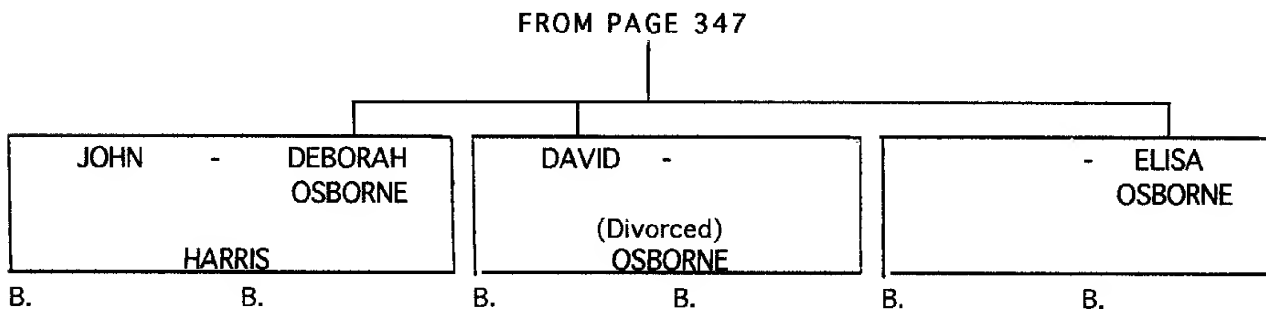 FROM PAGE 347
JOHN - DEBORAH
OSBORNE
HARRIS
DAVID -
(Divorced)
OSBORNE
- ELISA
OSBORNE
B. B. B. B. B. B.